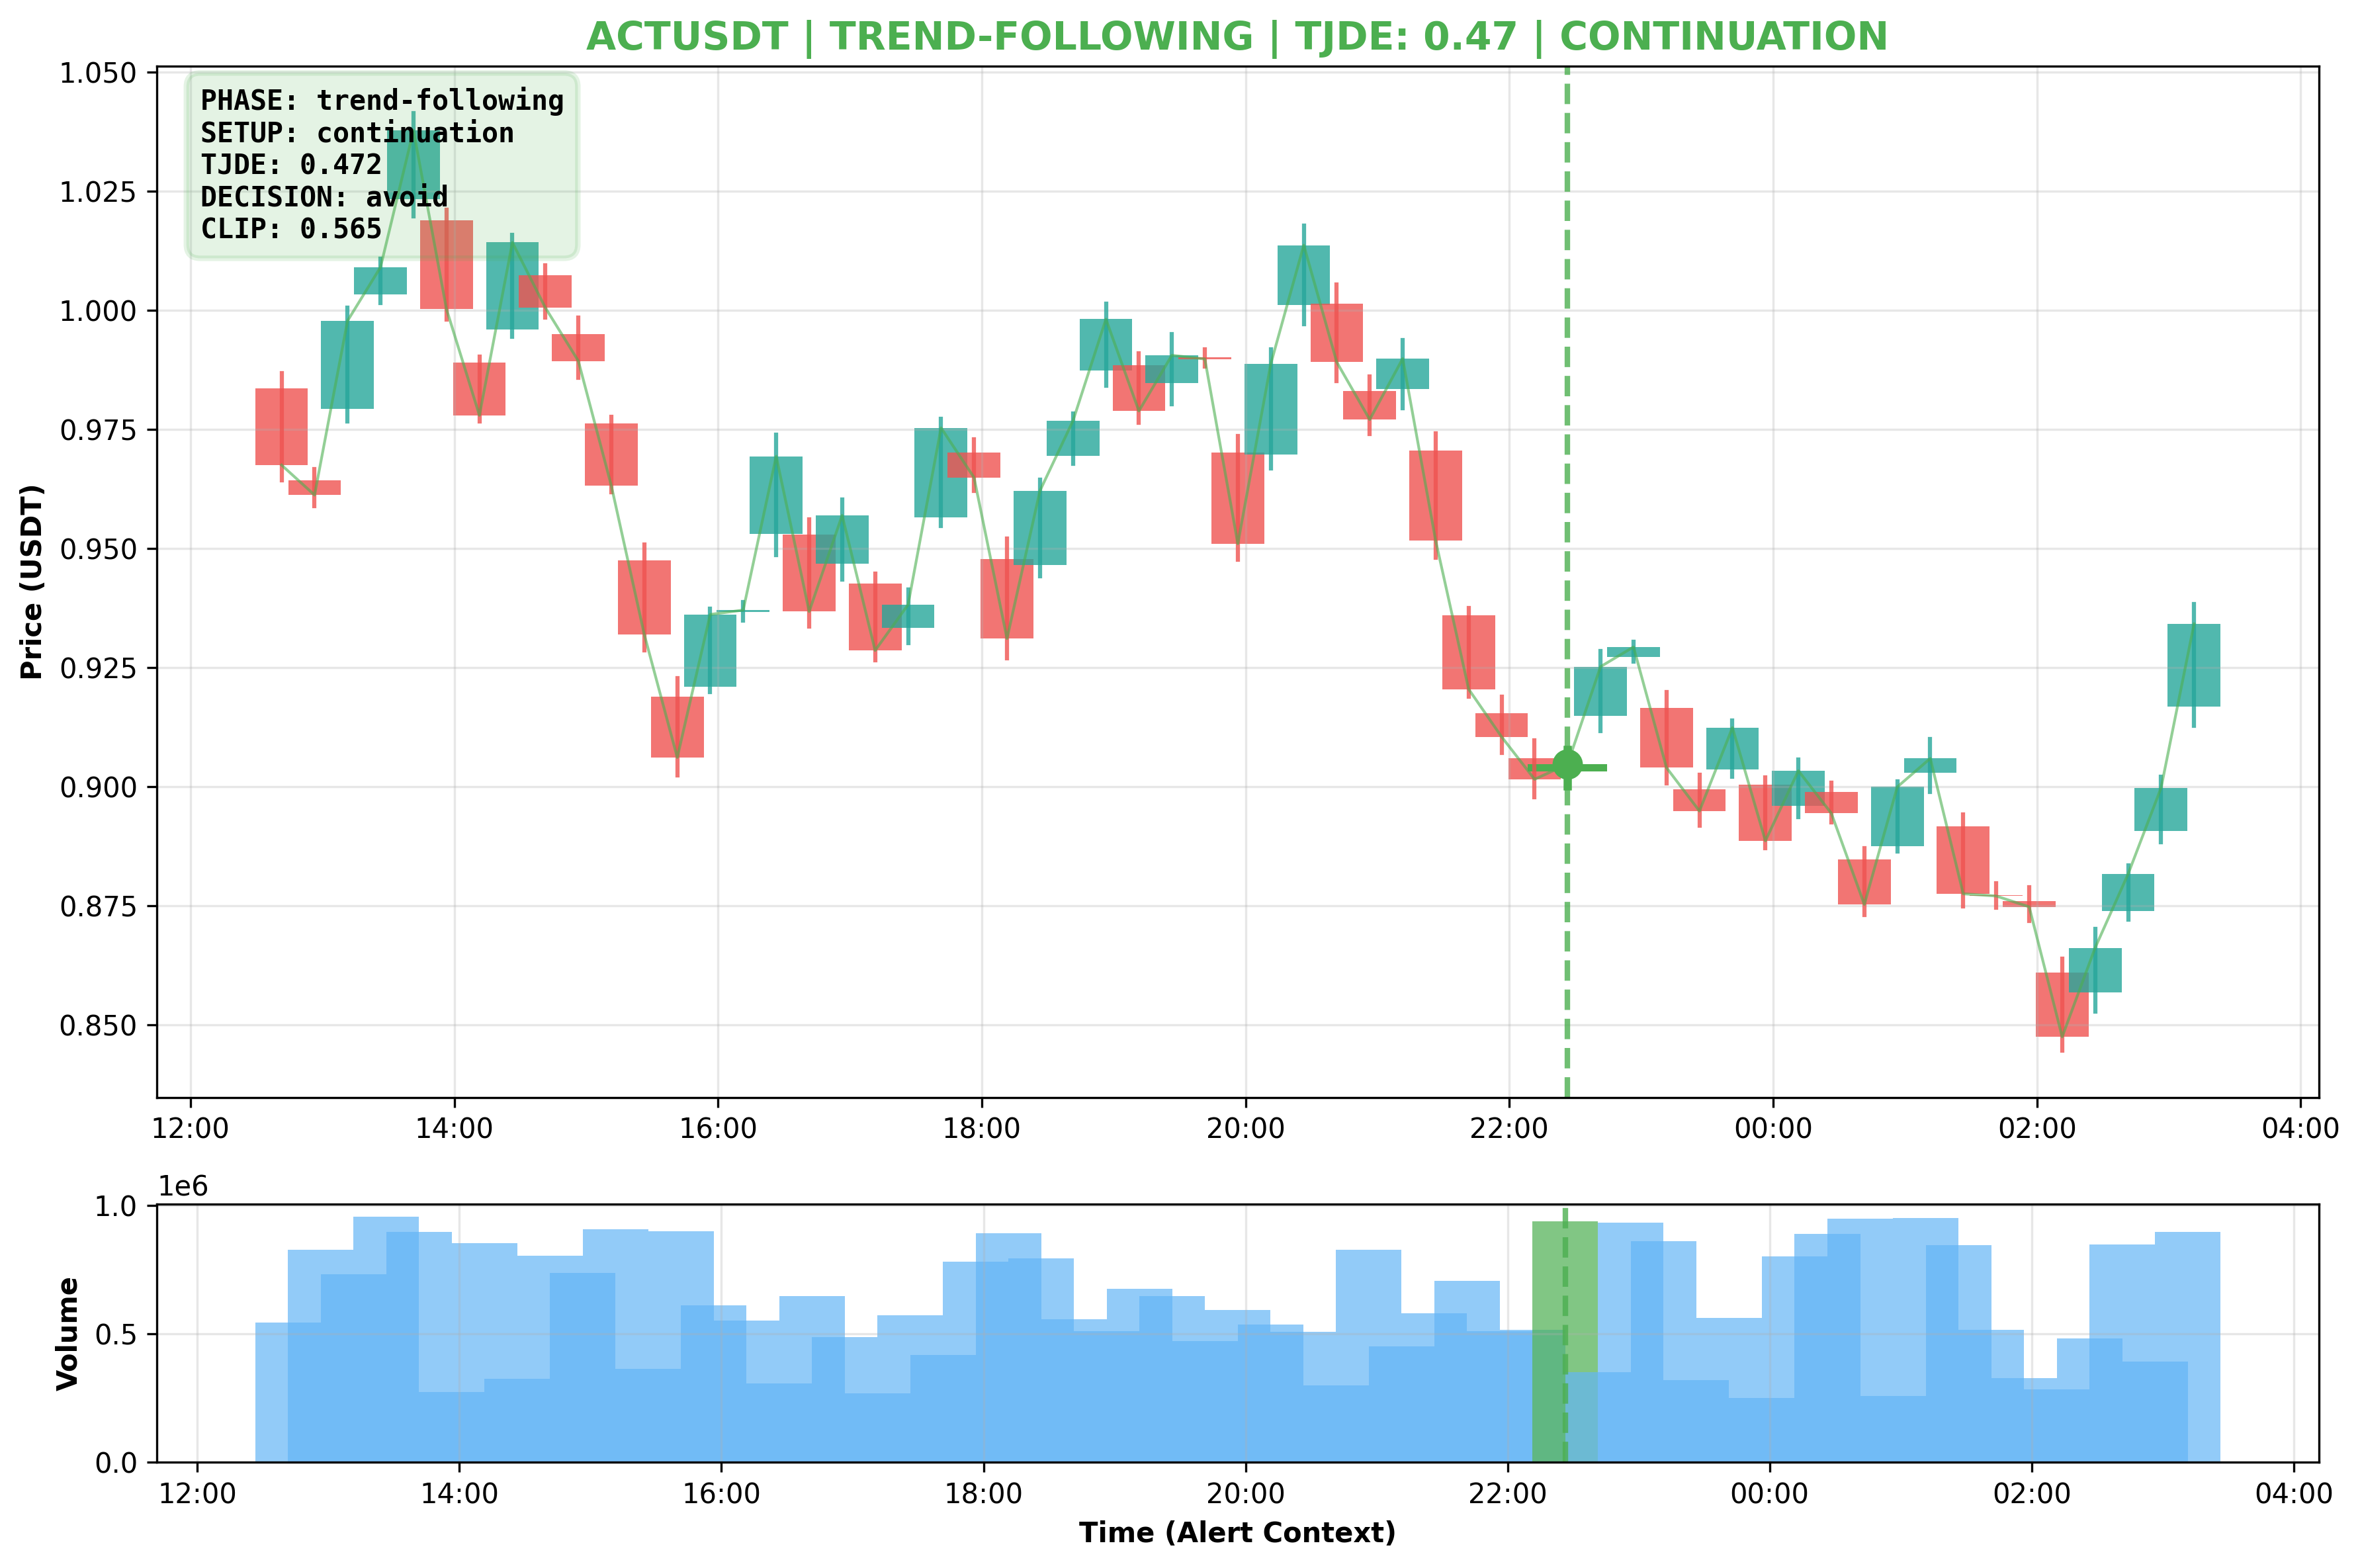 ACTUSDT | TREND-FOLLOWING | TJDE: 0.47 | CONTINUATION
PHASE: trend-following
SETUP: continuation
TJDE: 0.472
DECISION: avoid
CLIP: 0.565
Price (USDT)
1.050
1.025
1.000
0.975
0.950
0.925
0.900
0.875
0.850
12:00 14:00 16:00 18:00 20:00 22:00 00:00 02:00 04:00
1e6
Volume
1.0
0.5
0.0
12:00 14:00 16:00 18:00 20:00 22:00 00:00 02:00 04:00
Time (Alert Context)